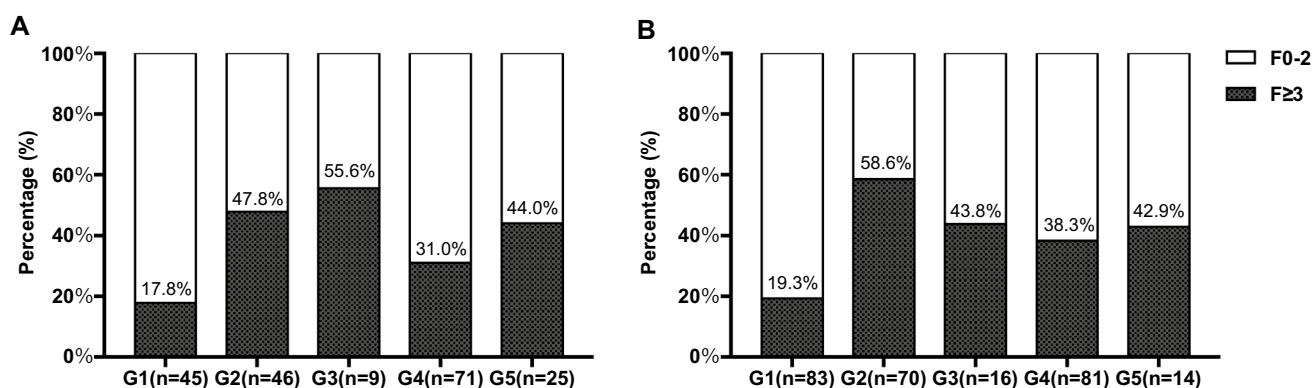 A
Percentage (%)
100%
80%
60%
40%
20%
0%
17.8%
47.8%
55.6%
31.0%
44.0%
G1(n=45) G2(n=46) G3(n=9) G4(n=71) G5(n=25)
B
Percentage (%)
100%
80%
60%
40%
20%
0%
19.3%
58.6%
43.8%
38.3%
42.9%
G1(n=83) G2(n=70) G3(n=16) G4(n=81) G5(n=14)
F0-2
F≥3